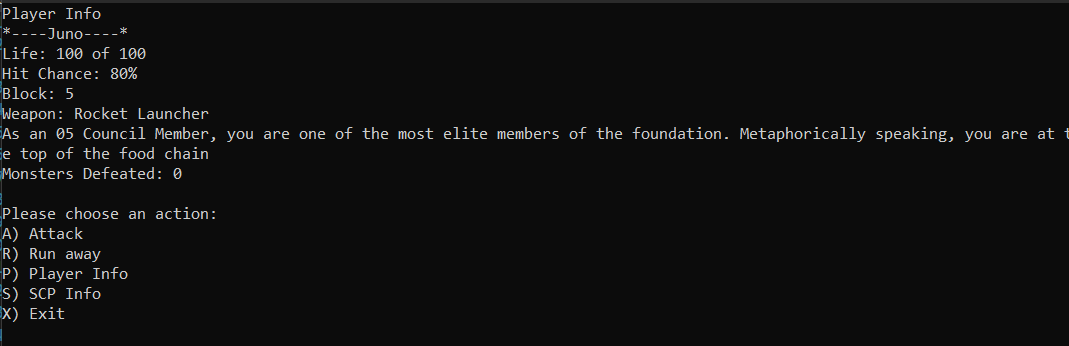 Player Info
*----Juno----*
Life: 100 of 100
Hit Chance: 80%
Block: 5
Weapon: Rocket Launcher
As an 05 Council Member, you are one of the most elite members of the foundation. Metaphorically speaking, you are at t
e top of the food chain
Monsters Defeated: 0
Please choose an action:
A) Attack
R) Run away
P) Player Info
S) SCP Info
X) Exit